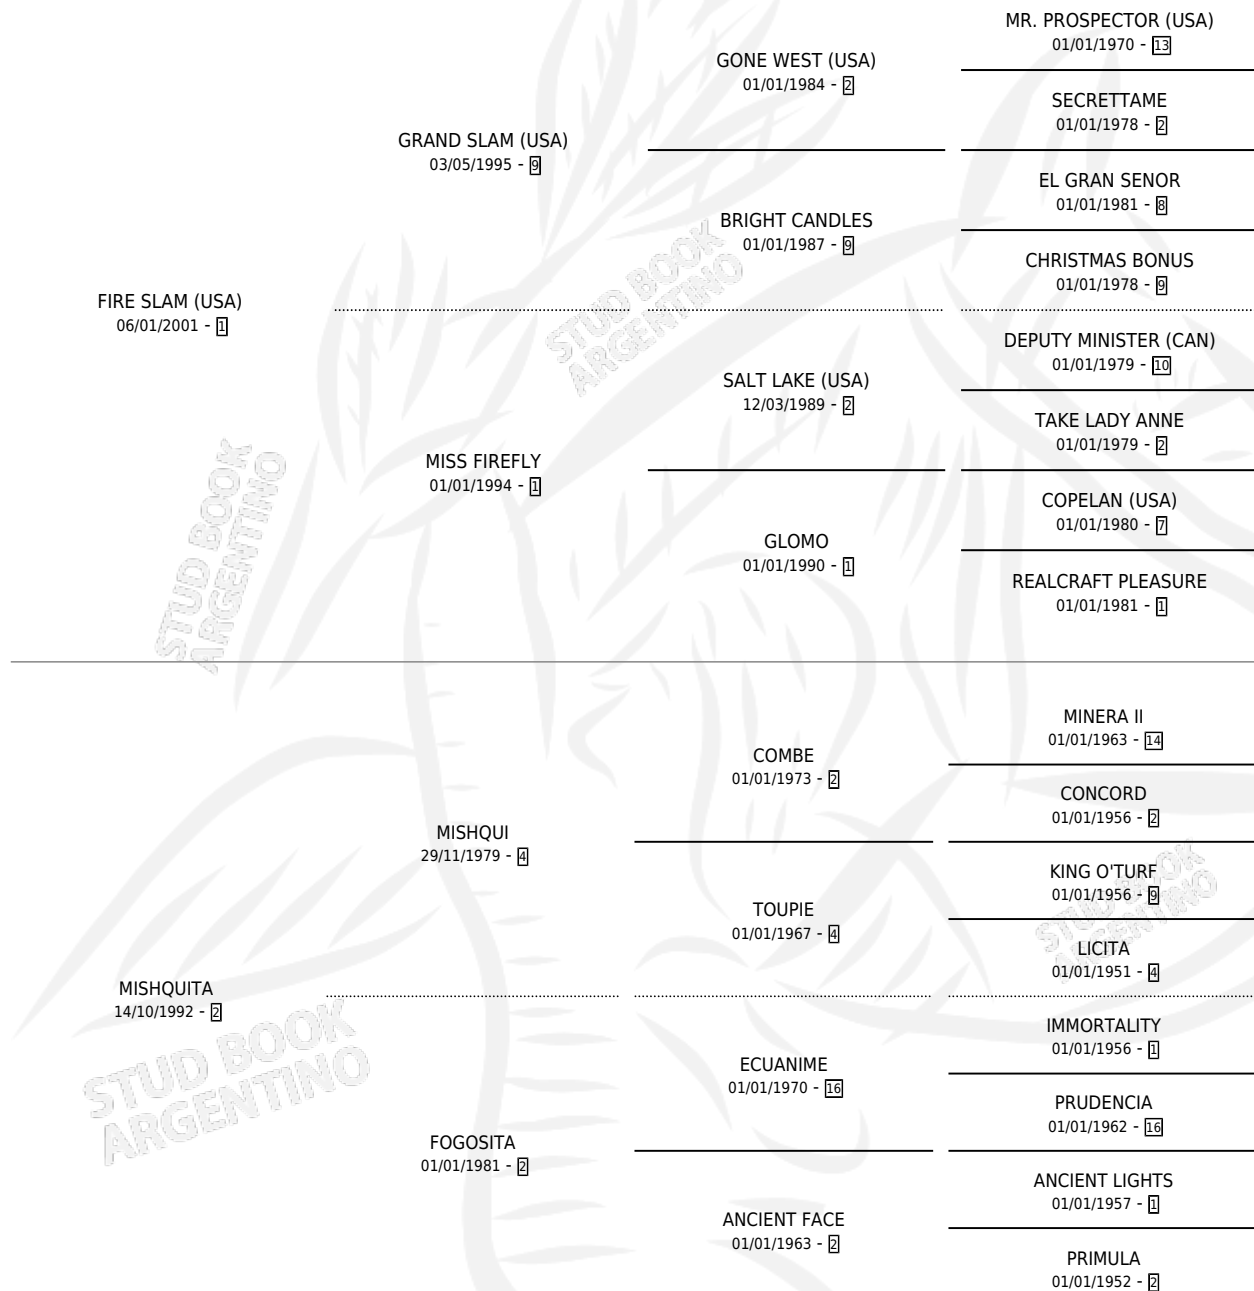 MR. PROSPECTOR (USA)
01/01/1970 - 13
GONE WEST (USA)
01/01/1984 - 2
SECRETTAME
01/01/1978 - 2
GRAND SLAM (USA)
03/05/1995 - 9
EL GRAN SENOR
01/01/1981 - 8
BRIGHT CANDLES
01/01/1987 - 9
CHRISTMAS BONUS
01/01/1978 - 9
STUD BOOK
ARGENTINO
FIRE SLAM (USA)
06/01/2001 - 1
DEPUTY MINISTER (CAN)
01/01/1979 - 10
SALT LAKE (USA)
12/03/1989 - 2
TAKE LADY ANNE
01/01/1979 - 2
MISS FIREFLY
01/01/1994 - 1
COPELAN (USA)
01/01/1980 - 7
GLOMO
01/01/1990 - 1
REALCRAFT PLEASURE
01/01/1981 - 1
STUD BOOK
ARGENTINO
MINERA II
01/01/1963 - 14
COMBE
01/01/1973 - 2
CONCORD
01/01/1956 - 2
MISHQUI
29/11/1979 - 4
KING O'TURF
01/01/1956 - 9
TOUPIE
01/01/1967 - 4
LICITA
01/01/1951 - 4
STUD BOOK
ARGENTINO
MISHQUITA
14/10/1992 - 2
IMMORTALITY
01/01/1956 - 1
ECUANIME
01/01/1970 - 16
PRUDENCIA
01/01/1962 - 16
STUD BOOK
ARGENTINO
FOGOSITA
01/01/1981 - 2
ANCIENT LIGHTS
01/01/1957 - 1
ANCIENT FACE
01/01/1963 - 2
PRIMULA
01/01/1952 - 2